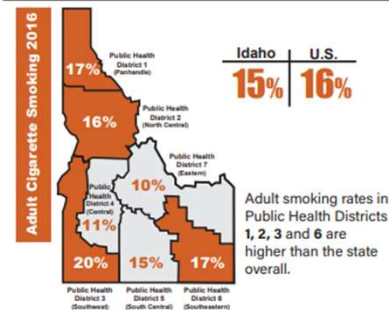 Adult Cigarette Smoking 2016
Idaho
U.S.
15%
16%
17%
Public Health
District 1
(Panhandle)
16%
Public Health
District 2
(North Central)
Public Health
District 7
(Eastern)
10%
Public
Health
District 4
(Central)
11%
20%
15%
17%
Public Health
District 3
(Southwest)
Public Health
District 5
(South Central)
Public Health
District 6
(Southeastern)
Adult smoking rates in
Public Health Districts
1, 2, 3 and 6 are
higher than the state
overall.